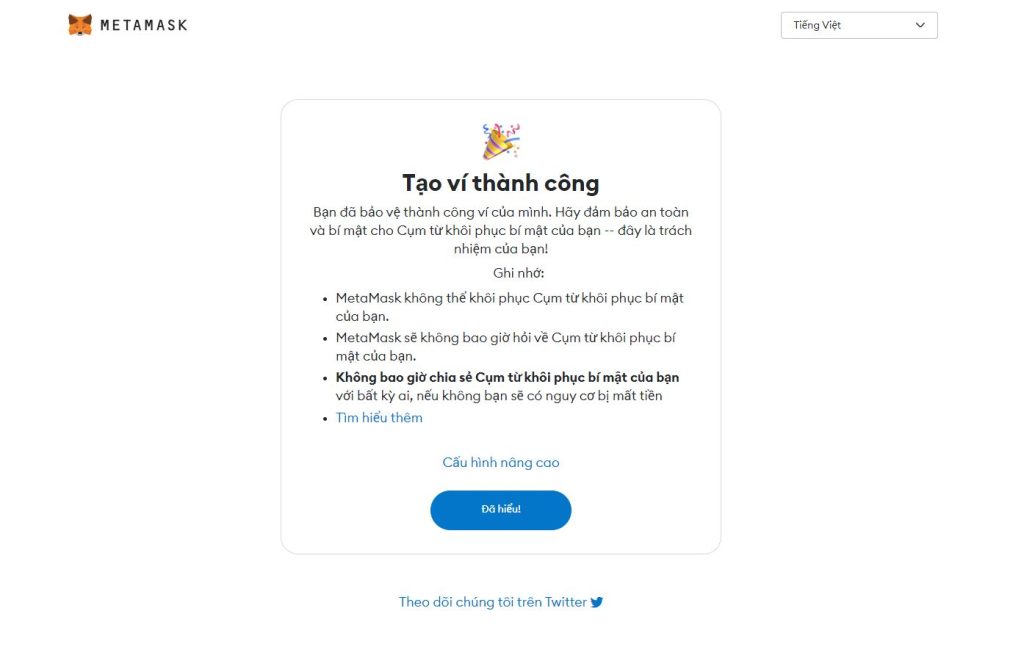 METAMASK
Tiếng Việt
Tạo ví thành công
Bạn đã bảo vệ thành công ví của mình. Hãy đảm bảo an toàn
và bí mật cho Cụm từ khôi phục bí mật của bạn -- đây là trách
nhiệm của bạn!
Ghi nhớ:
• MetaMask không thể khôi phục Cụm từ khôi phục bí mật
của bạn.
• MetaMask sẽ không bao giờ hỏi về Cụm từ khôi phục bí
mật của bạn.
• Không bao giờ chia sẻ Cụm từ khôi phục bí mật của bạn
với bất kỳ ai, nếu không bạn sẽ có nguy cơ bị mất tiền
• Tìm hiểu thêm
Cấu hình nâng cao
Đã hiểu!
Theo dõi chúng tôi trên Twitter